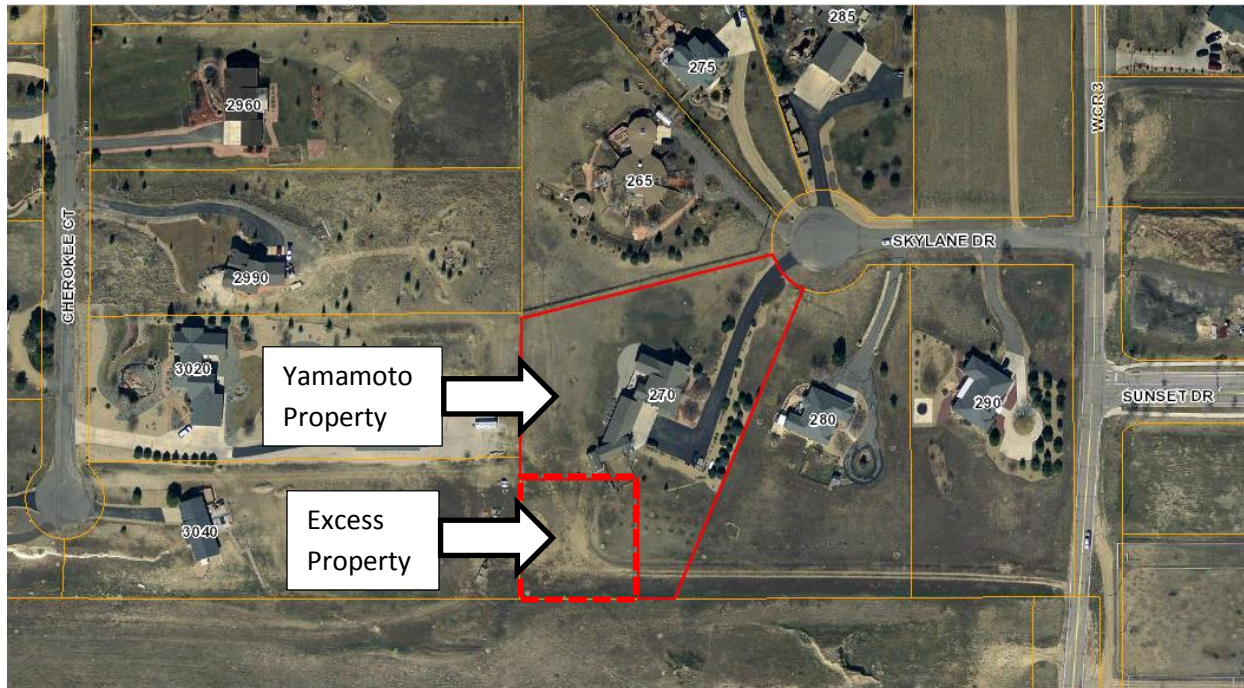 285
275
2960
WCR 3
265
SKYLANE DR
CHEROKEE CT
2990
3020
Yamamoto
Property
270
280
290
SUNSET DR
Excess
Property
3040